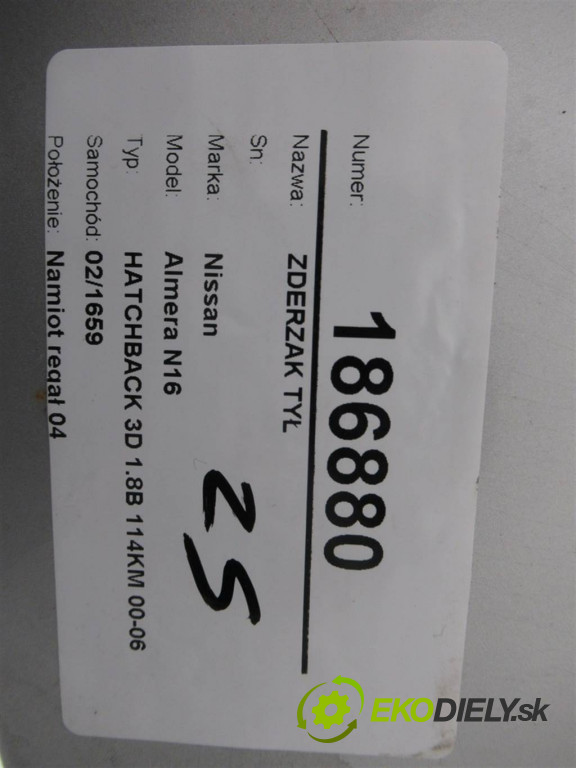 Numer: 186880
Nazwa: ZDERZAK TYŁ
Sn:
Marka: Nissan
Model: Almera N16
Typ: HATCHBACK 3D 1.8B 114KM 00-06
Samochód: 02/1659
Położenie: Namiot regał 04
25
EKODIELY.sk